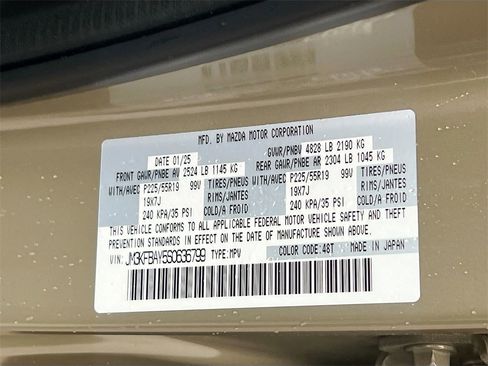 MFD. BY MAZDA MOTOR CORPORATION
DATE 01/25 GVWR/PNBV 4828 LB 2190 KG
FRONT GAWR/PNBE AV 2524 LB 1145 KG REAR GAWR/PNBE AR 2304 LB 1045 KG
WITH/AVEC P225/55R19 99V TIRES/PNEUS WITH/AVEC P225/55R19 99V TIRES/PNEUS
19X7J RIMS/JANTES 19X7J RIMS/JANTES
240 KPA/35 PSI COLD/A FROID 240 KPA/35 PSI COLD/A FROID
THIS VEHICLE CONFORMS TO ALL APPLICABLE FEDERAL MOTOR VEHICLE SAFETY AND THEFT
PREVENTION STANDARDS IN EFFECT ON THE DATE OF MANUFACTURE SHOWN ABOVE.
VIN: JM3KFBAY5S0636799 TYPE:MPV COLOR CODE:48T MADE IN JAPAN